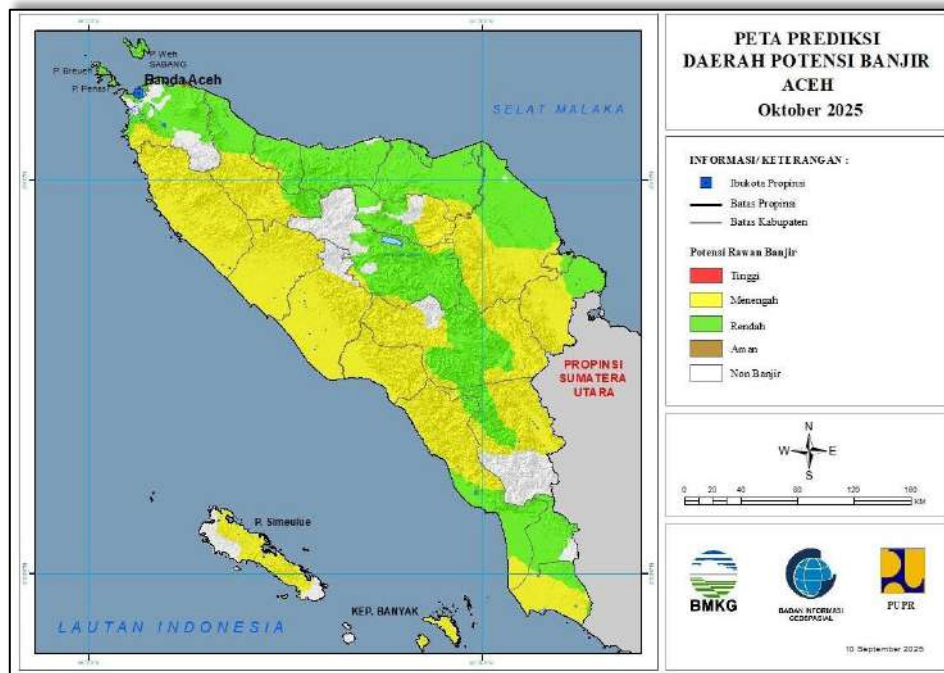 PETA PREDIKSI
DAERAH POTENSI BANJIR
ACEH
Oktober 2025
P. Weh
SABANG
P. Breueh
Banda Aceh
P. Penasi
SELAT MALAKA
PROPINSI
SUMATERA
UTARA
P. Simeulue
KEP. BANYAK
LAUTAN INDONESIA
INFORMASI/ KETERANGAN :
Ibukota Propinsi
Batas Propinsi
Batas Kabupaten
Potensi Rawan Banjir
Tinggi
Menengah
Rendah
Aman
Non Banjir
N
W E
S
0 20 40 80 120 160
KM
BMKG
BADAN INFORMASI
GEOSPASIAL
PUPR
10 September 2025